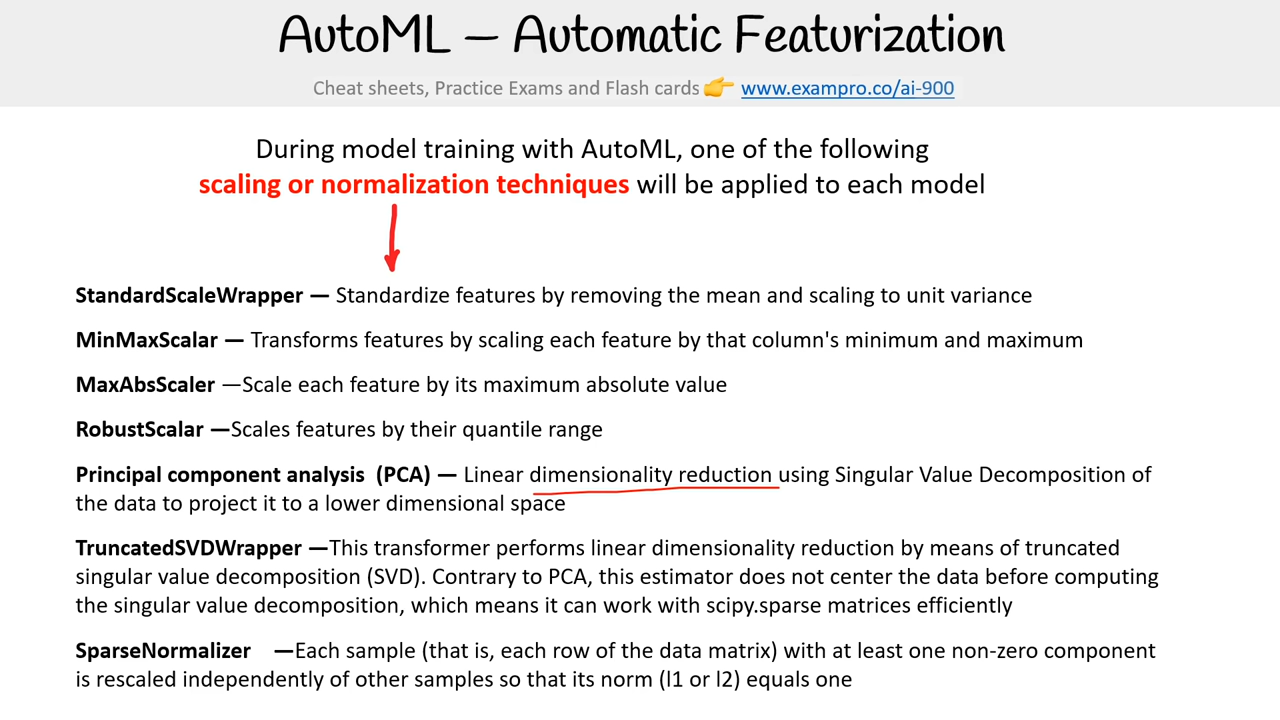 AutoML – Automatic Featurization
Cheat sheets, Practice Exams and Flash cards 👉 www.exampro.co/ai-900
During model training with AutoML, one of the following
scaling or normalization techniques will be applied to each model
StandardScaleWrapper — Standardize features by removing the mean and scaling to unit variance
MinMaxScalar — Transforms features by scaling each feature by that column's minimum and maximum
MaxAbsScaler —Scale each feature by its maximum absolute value
RobustScalar —Scales features by their quantile range
Principal component analysis (PCA) — Linear dimensionality reduction using Singular Value Decomposition of
the data to project it to a lower dimensional space
TruncatedSVDWrapper —This transformer performs linear dimensionality reduction by means of truncated
singular value decomposition (SVD). Contrary to PCA, this estimator does not center the data before computing
the singular value decomposition, which means it can work with scipy.sparse matrices efficiently
SparseNormalizer —Each sample (that is, each row of the data matrix) with at least one non-zero component
is rescaled independently of other samples so that its norm (l1 or l2) equals one